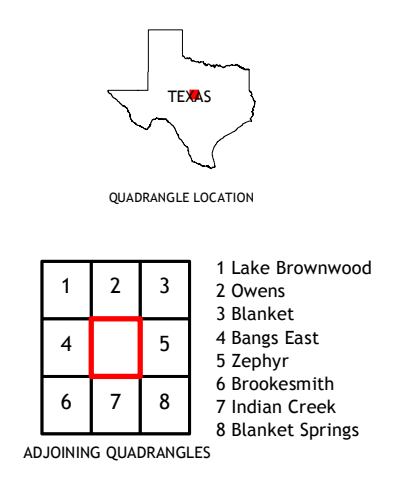 TEXAS
QUADRANGLE LOCATION
1 2 3
4 5
6 7 8
ADJOINING QUADRANGLES
1 Lake Brownwood
2 Owens
3 Blanket
4 Bangs East
5 Zephyr
6 Brookesmith
7 Indian Creek
8 Blanket Springs